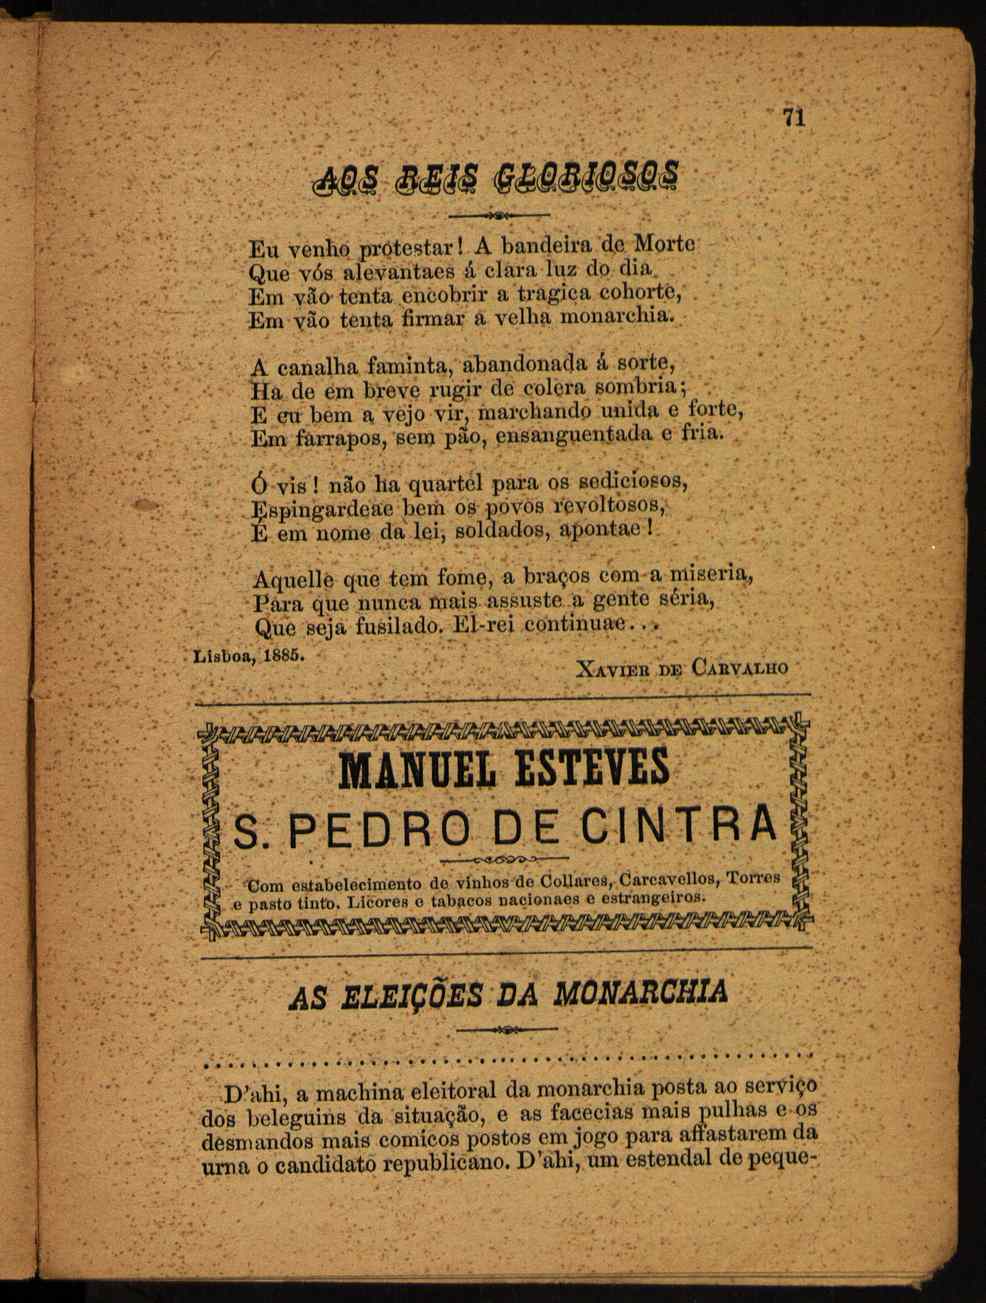 71
AOS REIS GLORIOSOS
Eu venho protestar! A bandeira de Morte
Que vós alevantaes á clara luz do dia
Em vão tenta encobrir a tragica cohorte,
Em vão tenta firmar a velha monarchia.
A canalha faminta, abandonada á sorte,
Ha de em breve rugir de colera sombria;
E eu bem a vejo vir, marchando unida e forte,
Em farrapos, sem pão, ensanguentada e fria.
Ó vis! não ha quartel para os sediciosos,
Espingardeae bem os povos revoltosos,
E em nome da lei, soldados, apontae!
Aquelle que tem fome, a braços com a miseria,
Para que nunca mais assuste a gente séria,
Que seja fusilado. El-rei continuae...
Lisboa, 1885.
XAVIER DE CARVALHO
MANUEL ESTEVES
S. PEDRO DE CINTRA
Com estabelecimento de vinhos de Collares, Carcavellos, Torres
e pasto tinto. Licores e tabacos nacionaes e estrangeiros.
AS ELEIÇÕES DA MONARCHIA
D'ahi, a machina eleitoral da monarchia posta ao serviço
dos beleguins da situação, e as facecias mais pulhas e os
desmandos mais comicos postos em jogo para affastarem da
urna o candidato republicano. D'ahi, um estendal de peque-